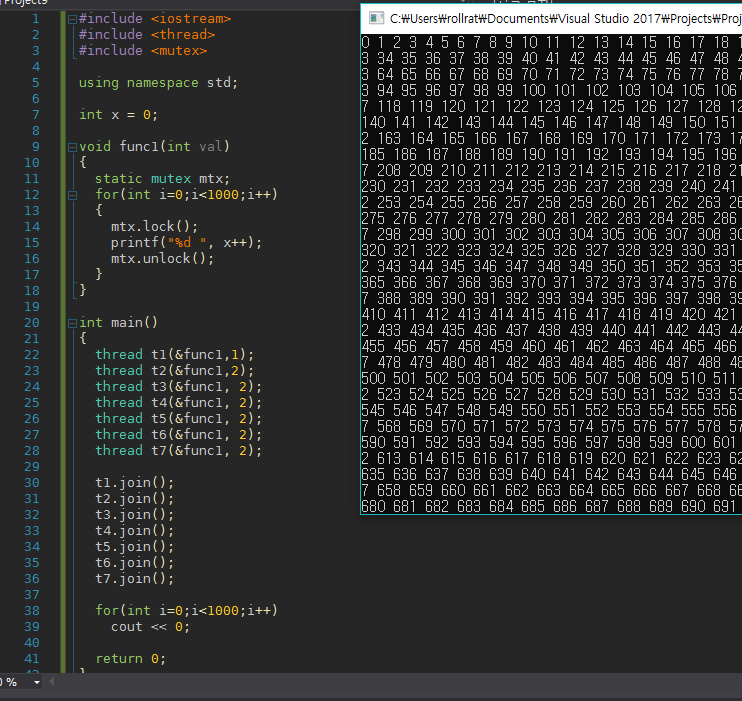 Projects9
1 #include <iostream>
2 #include <thread>
3 #include <mutex>
4
5 using namespace std;
6
7 int x = 0;
8
9 void func1(int val)
10 {
11 static mutex mtx;
12 for(int i=0;i<1000;i++)
13 {
14 mtx.lock();
15 printf("%d ", x++);
16 mtx.unlock();
17 }
18 }
19
20 int main()
21 {
22 thread t1(&func1,1);
23 thread t2(&func1,2);
24 thread t3(&func1, 2);
25 thread t4(&func1, 2);
26 thread t5(&func1, 2);
27 thread t6(&func1, 2);
28 thread t7(&func1, 2);
29
30 t1.join();
31 t2.join();
32 t3.join();
33 t4.join();
34 t5.join();
35 t6.join();
36 t7.join();
37
38 for(int i=0;i<1000;i++)
39 cout << 0;
40
41 return 0;
0 %
C:₩Users₩rollrat₩Documents₩Visual Studio 2017₩Projects₩Proj
0 1 2 3 4 5 6 7 8 9 10 11 12 13 14 15 16 17 18 1
3 34 35 36 37 38 39 40 41 42 43 44 45 46 47 48 4
3 64 65 66 67 68 69 70 71 72 73 74 75 76 77 78 7
3 94 95 96 97 98 99 100 101 102 103 104 105 106
7 118 119 120 121 122 123 124 125 126 127 128 12
140 141 142 143 144 145 146 147 148 149 150 151
2 163 164 165 166 167 168 169 170 171 172 173 17
185 186 187 188 189 190 191 192 193 194 195 196
7 208 209 210 211 212 213 214 215 216 217 218 21
230 231 232 233 234 235 236 237 238 239 240 241
2 253 254 255 256 257 258 259 260 261 262 263 26
275 276 277 278 279 280 281 282 283 284 285 286
7 298 299 300 301 302 303 304 305 306 307 308 30
320 321 322 323 324 325 326 327 328 329 330 331
2 343 344 345 346 347 348 349 350 351 352 353 35
365 366 367 368 369 370 371 372 373 374 375 376
7 388 389 390 391 392 393 394 395 396 397 398 39
410 411 412 413 414 415 416 417 418 419 420 421
2 433 434 435 436 437 438 439 440 441 442 443 44
455 456 457 458 459 460 461 462 463 464 465 466
7 478 479 480 481 482 483 484 485 486 487 488 48
500 501 502 503 504 505 506 507 508 509 510 511
2 523 524 525 526 527 528 529 530 531 532 533 53
545 546 547 548 549 550 551 552 553 554 555 556
7 568 569 570 571 572 573 574 575 576 577 578 57
590 591 592 593 594 595 596 597 598 599 600 601
2 613 614 615 616 617 618 619 620 621 622 623 62
635 636 637 638 639 640 641 642 643 644 645 646
7 658 659 660 661 662 663 664 665 666 667 668 66
680 681 682 683 684 685 686 687 688 689 690 691